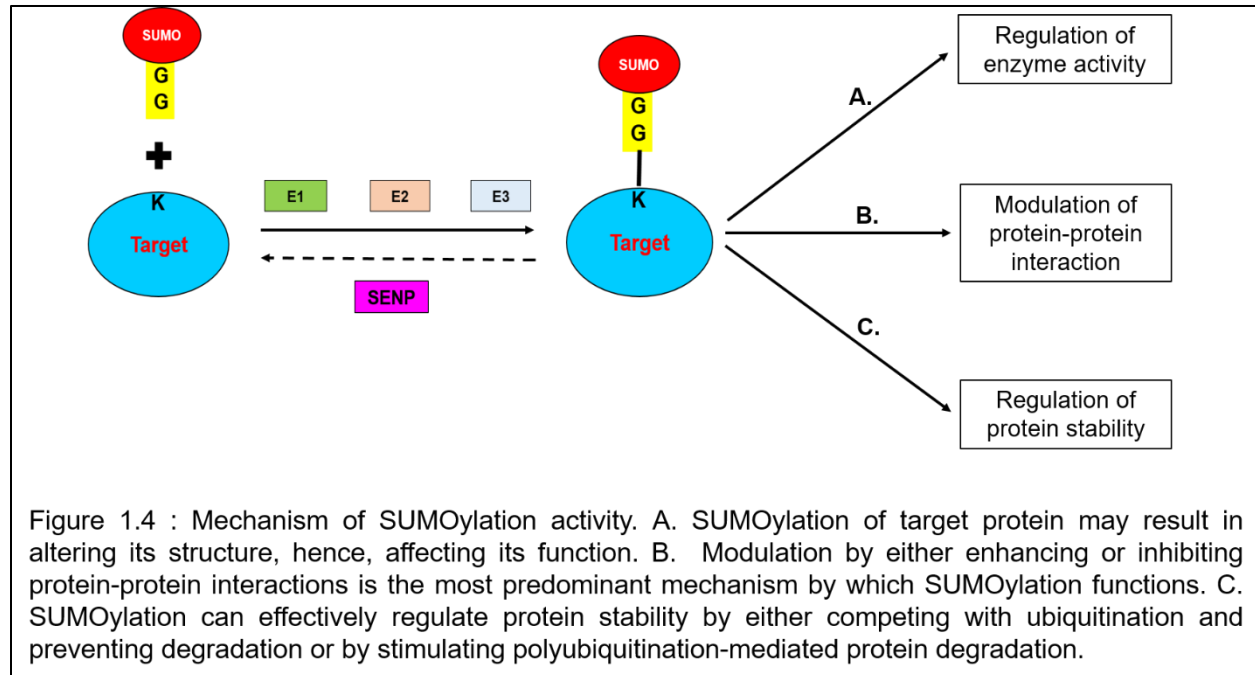 SUMO
G
G
K
Target
E1
E2
E3
SENP
SUMO
G
G
K
Target
A.
Regulation of
enzyme activity
B.
Modulation of
protein-protein
interaction
C.
Regulation of
protein stability
Figure 1.4 : Mechanism of SUMOylation activity. A. SUMOylation of target protein may result in
altering its structure, hence, affecting its function. B. Modulation by either enhancing or inhibiting
protein-protein interactions is the most predominant mechanism by which SUMOylation functions. C.
SUMOylation can effectively regulate protein stability by either competing with ubiquitination and
preventing degradation or by stimulating polyubiquitination-mediated protein degradation.